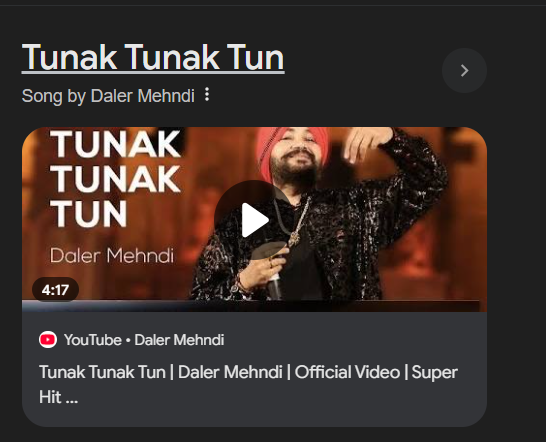 Tunak Tunak Tun
Song by Daler Mehndi
TUNAK
TUNAK
TUN
Daler Mehndi
4:17
YouTube • Daler Mehndi
Tunak Tunak Tun | Daler Mehndi | Official Video | Super
Hit ...